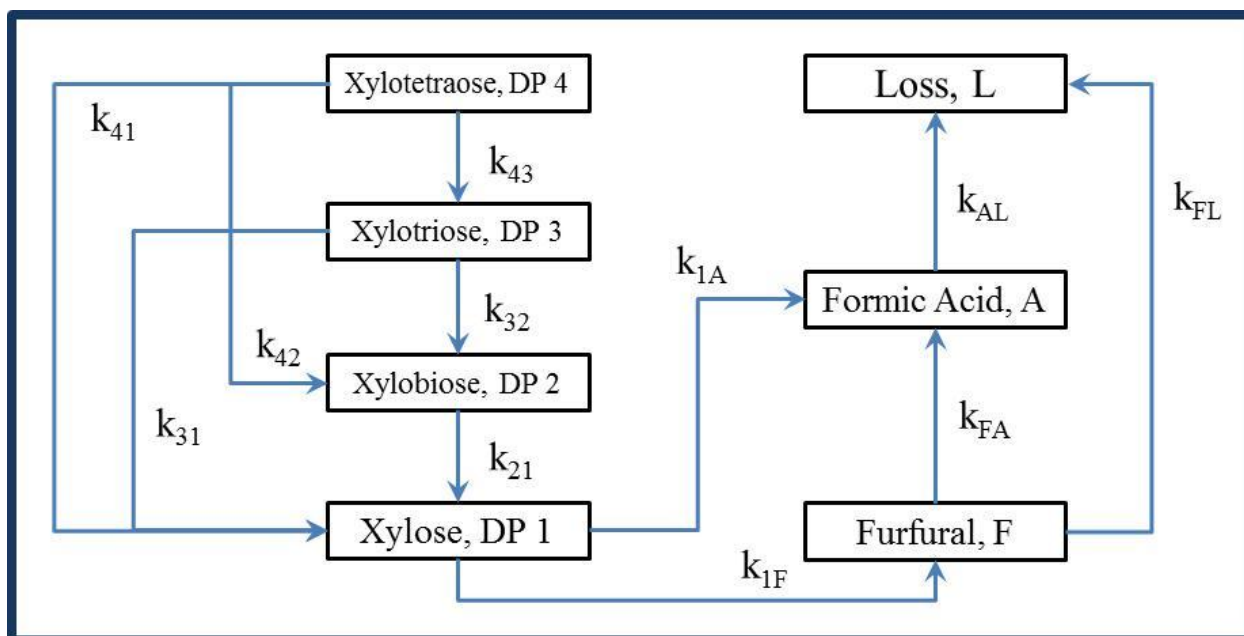 Xylotetraose, DP 4
Loss, L
k41
k43
kAL
kFL
Xylotriose, DP 3
k1A
Formic Acid, A
k32
k42
Xylobiose, DP 2
k31
kFA
k21
Xylose, DP 1
Furfural, F
k1F